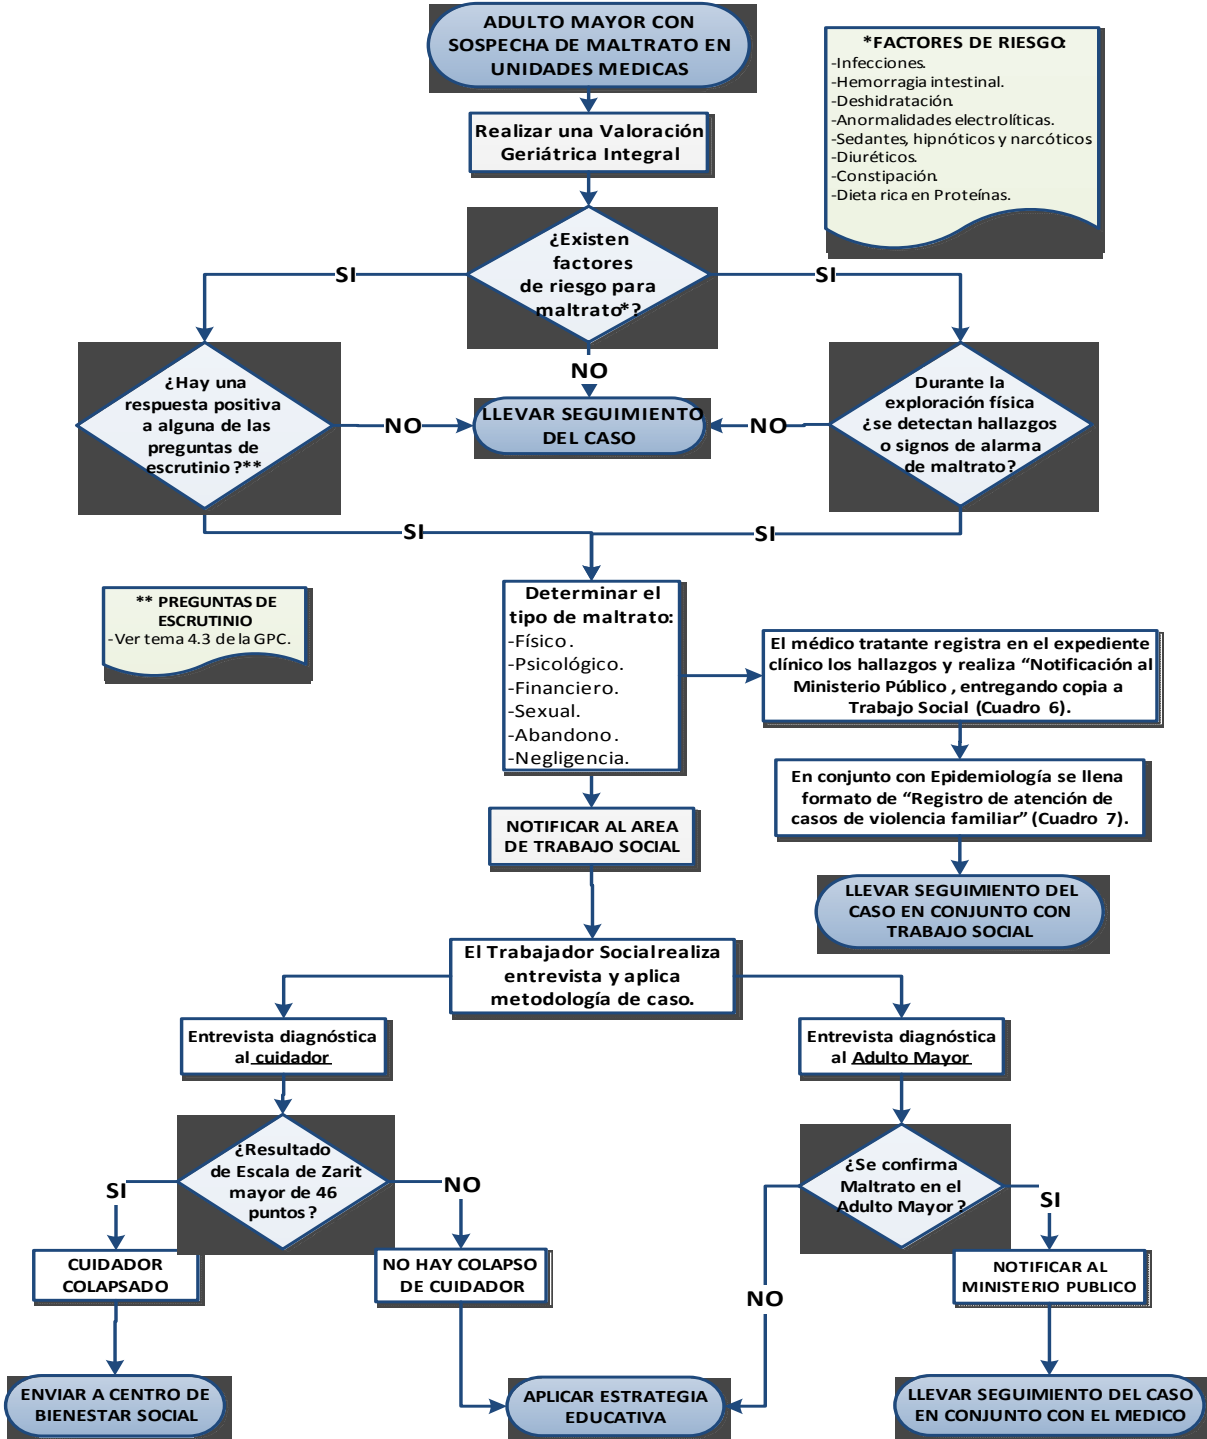 ADULTO MAYOR CON
SOSPECHA DE MALTRATO EN
UNIDADES MEDICAS
*FACTORES DE RIESGO:
-Infecciones.
-Hemorragia intestinal.
-Deshidratación.
-Anormalidades electrolíticas.
-Sedantes, hipnóticos y narcóticos
-Diuréticos.
-Constipación.
-Dieta rica en Proteínas.
Realizar una Valoración
Geriátrica Integral
¿Existen
factores
de riesgo para
maltrato*?
SI
SI
NO
¿Hay una
respuesta positiva
a alguna de las
preguntas de
escrutinio?**
NO
LLEVAR SEGUIMIENTO
DEL CASO
NO
Durante la
exploración física
¿se detectan hallazgos
o signos de alarma
de maltrato?
SI
SI
** PREGUNTAS DE
ESCRUTINIO
-Ver tema 4.3 de la GPC.
Determinar el
tipo de maltrato:
-Físico.
-Psicológico.
-Financiero.
-Sexual.
-Abandono.
-Negligencia.
El médico tratante registra en el expediente
clínico los hallazgos y realiza “Notificación al
Ministerio Público, entregando copia a
Trabajo Social (Cuadro 6).
En conjunto con Epidemiología se llena
formato de “Registro de atención de
casos de violencia familiar” (Cuadro 7).
NOTIFICAR AL AREA
DE TRABAJO SOCIAL
LLEVAR SEGUIMIENTO DEL
CASO EN CONJUNTO CON
TRABAJO SOCIAL
El Trabajador Social realiza
entrevista y aplica
metodología de caso.
Entrevista diagnóstica
al cuidador
Entrevista diagnóstica
al Adulto Mayor
¿Resultado
de Escala de Zarit
mayor de 46
puntos?
SI
NO
¿Se confirma
Maltrato en el
Adulto Mayor?
SI
NO
CUIDADOR
COLAPSADO
NO HAY COLAPSO
DE CUIDADOR
NOTIFICAR AL
MINISTERIO PUBLICO
ENVIAR A CENTRO DE
BIENESTAR SOCIAL
APLICAR ESTRATEGIA
EDUCATIVA
LLEVAR SEGUIMIENTO DEL CASO
EN CONJUNTO CON EL MEDICO